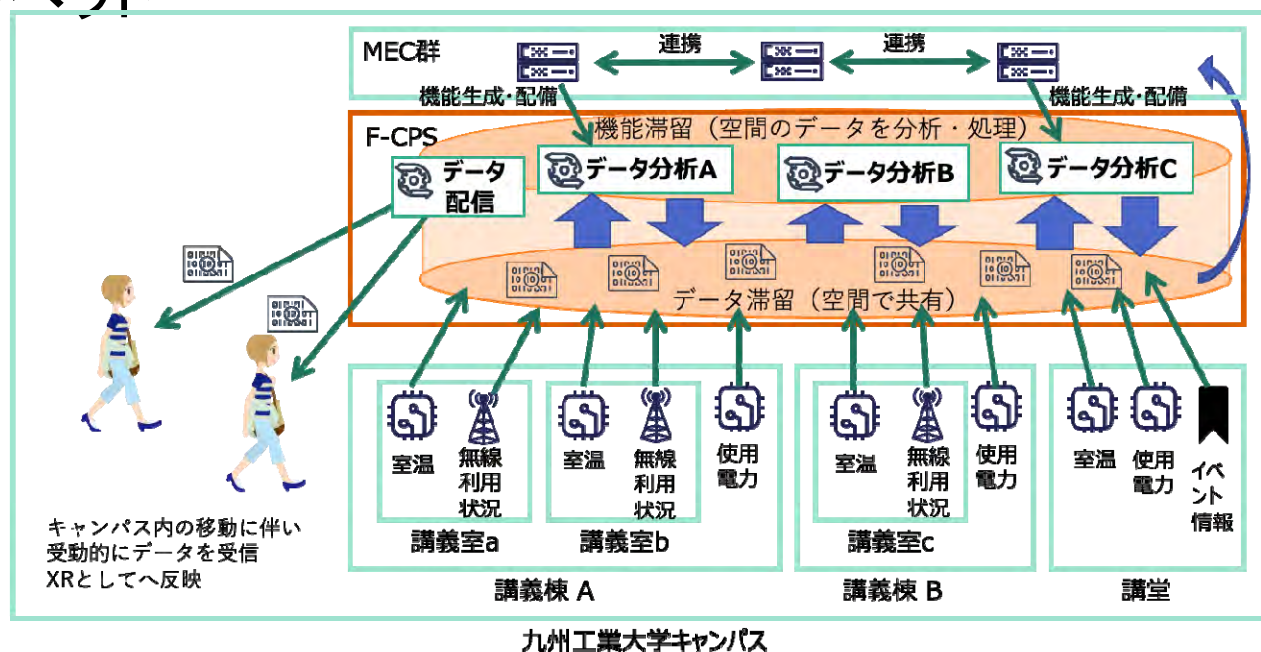 MEC群
連携
連携
機能生成・配備
機能生成・配備
F-CPS
機能滞留（空間のデータを分析・処理）
データ
配信
データ分析A
データ分析B
データ分析C
データ滞留（空間で共有）
室温
無線
利用
状況
室温
無線
利用
状況
使用
電力
室温
無線
利用
状況
使用
電力
室温
使用
電力
イベ
ント
情報
講義室a
講義室b
講義室c
講義棟 A
講義棟 B
講堂
キャンパス内の移動に伴い
受動的にデータを受信
XRとしてへ反映
九州工業大学キャンパス